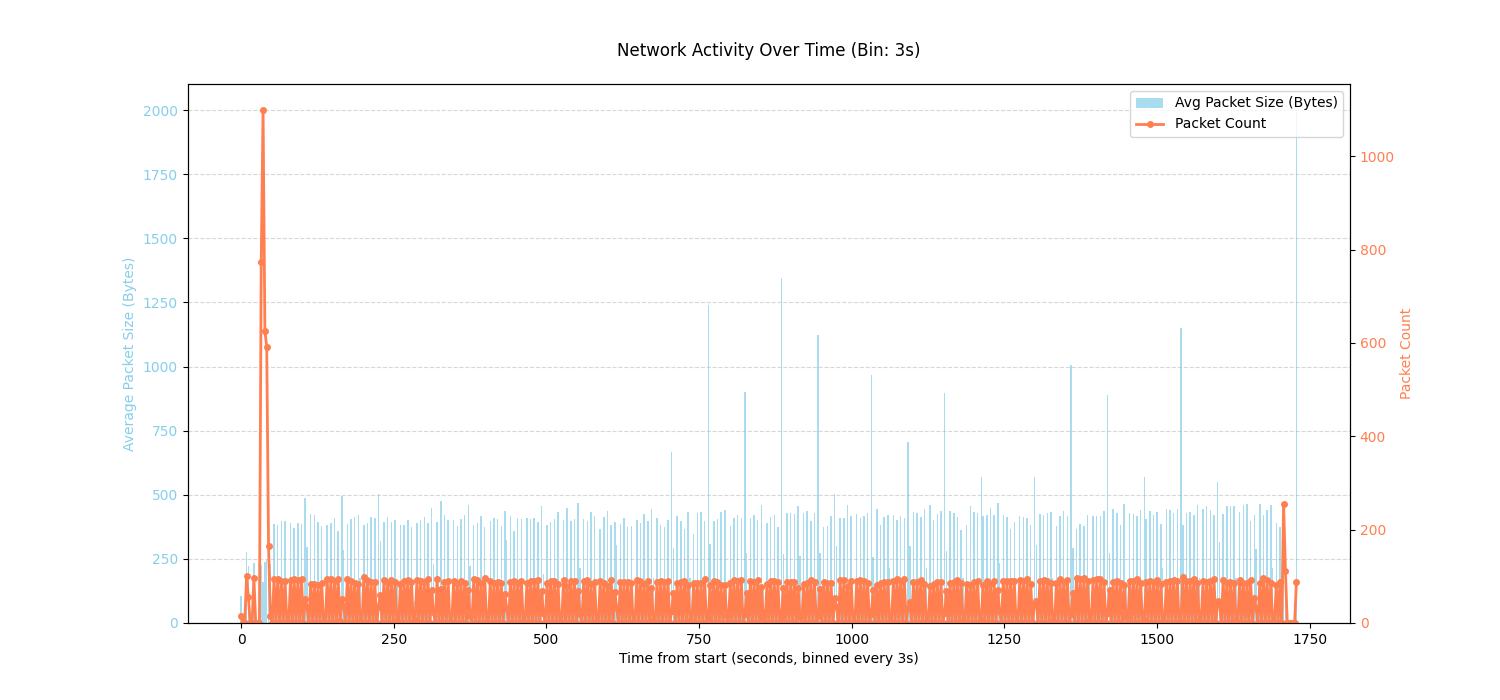 Network Activity Over Time (Bin: 3s)
Avg Packet Size (Bytes)
Packet Count
2000
1750
1500
1250
1000
750
500
250
0
Average Packet Size (Bytes)
1000
800
600
400
200
0
Packet Count
0 250 500 750 1000 1250 1500 1750
Time from start (seconds, binned every 3s)